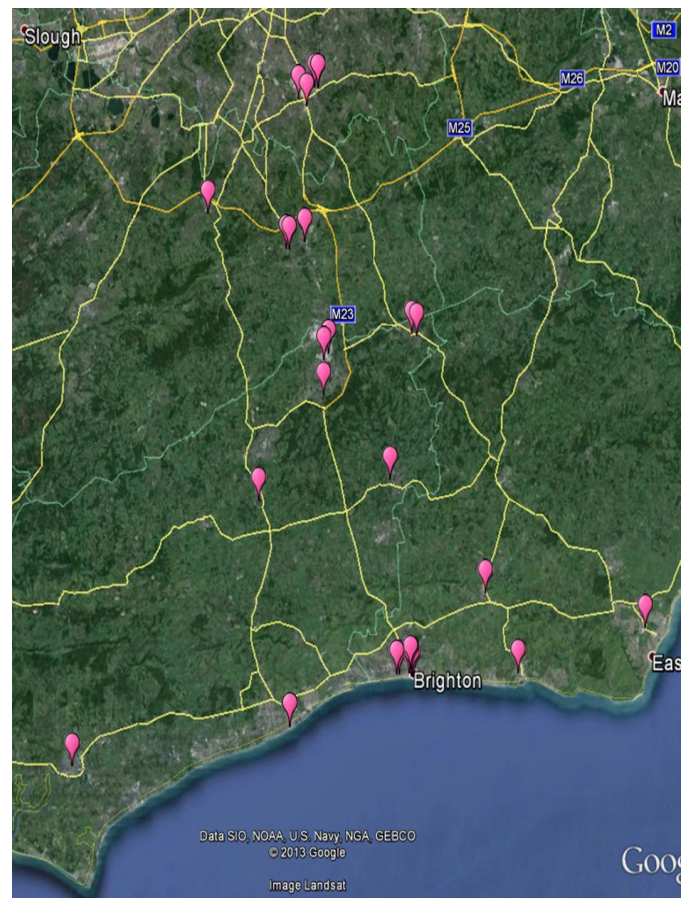 Slough
M2
M20
M26
Ma
M25
M23
Eas
Brighton
Data SIO, NOAA, U.S. Navy, NGA, GEBCO
© 2013 Google
Goog
Image Landsat